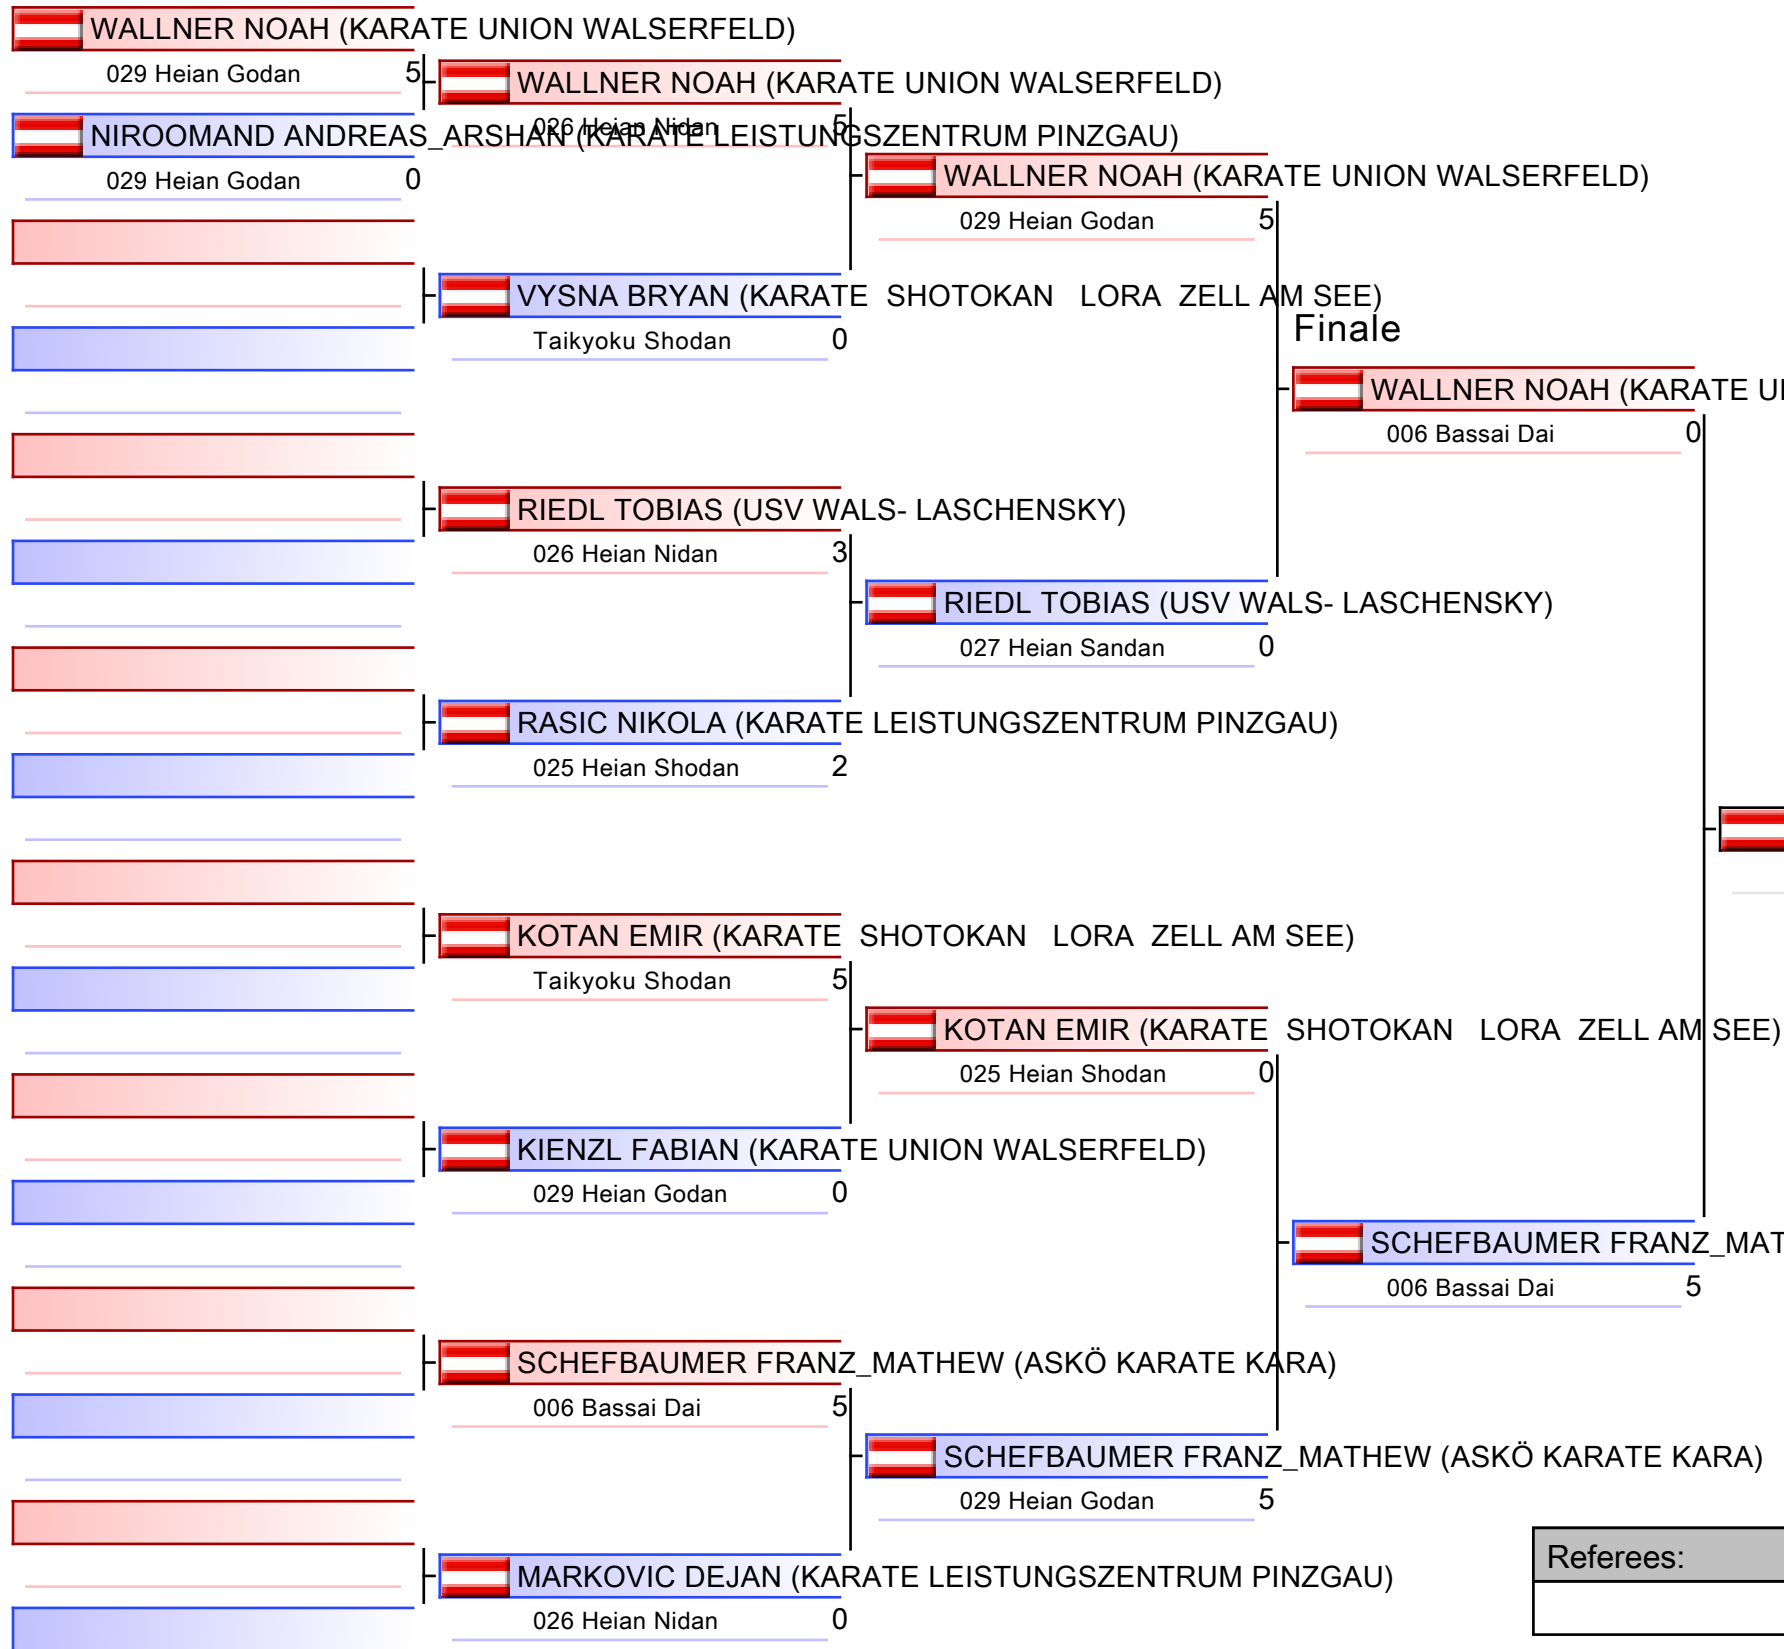 WALLNER NOAH (KARATE UNION WALSERFELD)
029 Heian Godan 5
NIROOMAND ANDREAS_ARSHAN (KARATE LEISTUNGSZENTRUM PINZGAU)
029 Heian Godan 0
WALLNER NOAH (KARATE UNION WALSERFELD)
026 Heian Nidan 5
VYSNA BRYAN (KARATE SHOTOKAN LORA ZELL AM SEE)
Taikyoku Shodan 0
RIEDL TOBIAS (USV WALS- LASCHENSKY)
026 Heian Nidan 3
RASIC NIKOLA (KARATE LEISTUNGSZENTRUM PINZGAU)
025 Heian Shodan 2
KOTAN EMIR (KARATE SHOTOKAN LORA ZELL AM SEE)
Taikyoku Shodan 5
KIENZL FABIAN (KARATE UNION WALSERFELD)
029 Heian Godan 0
SCHEFBAUMER FRANZ_MATHEW (ASKÖ KARATE KARA)
006 Bassai Dai 5
MARKOVIC DEJAN (KARATE LEISTUNGSZENTRUM PINZGAU)
026 Heian Nidan 0
WALLNER NOAH (KARATE UNION WALSERFELD)
029 Heian Godan 5
RIEDL TOBIAS (USV WALS- LASCHENSKY)
027 Heian Sandan 0
KOTAN EMIR (KARATE SHOTOKAN LORA ZELL AM SEE)
025 Heian Shodan 0
SCHEFBAUMER FRANZ_MATHEW (ASKÖ KARATE KARA)
029 Heian Godan 5
Finale
WALLNER NOAH (KARATE
006 Bassai Dai 0
SCHEFBAUMER FRANZ_MAT
006 Bassai Dai 5
Referees: